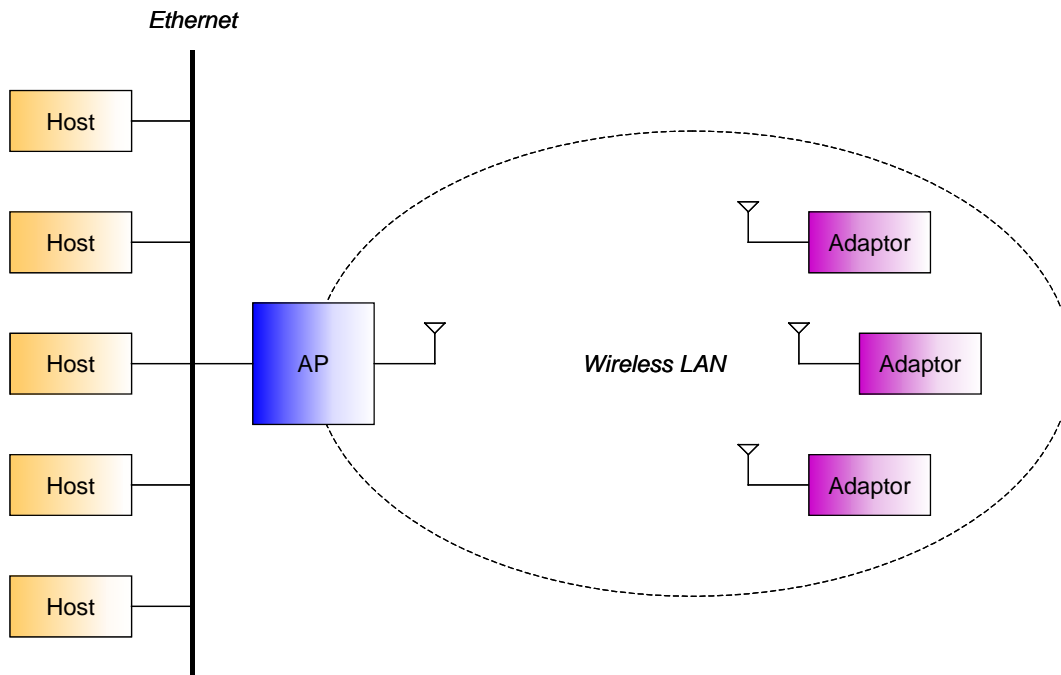 Ethernet
Host
Host
Adaptor
Host
AP
Wireless LAN
Adaptor
Host
Adaptor
Host